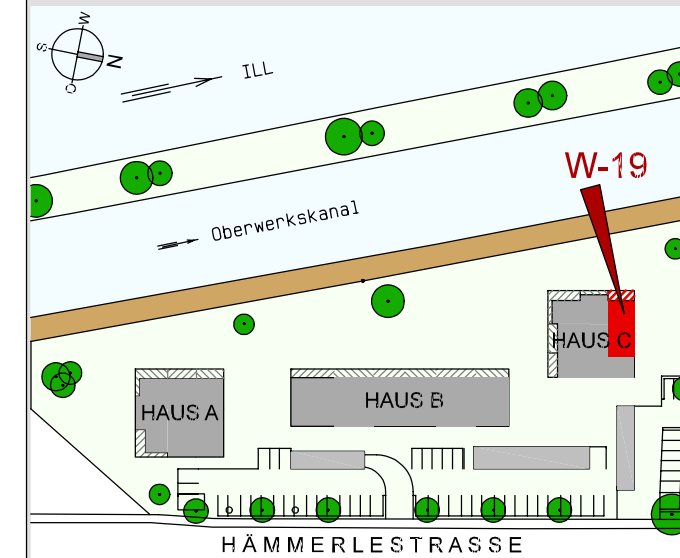 W
S
N
O
ILL
W-19
Oberwerkskanal
HAUS C
HAUS B
HAUS A
HÄMMERLESTRASSE